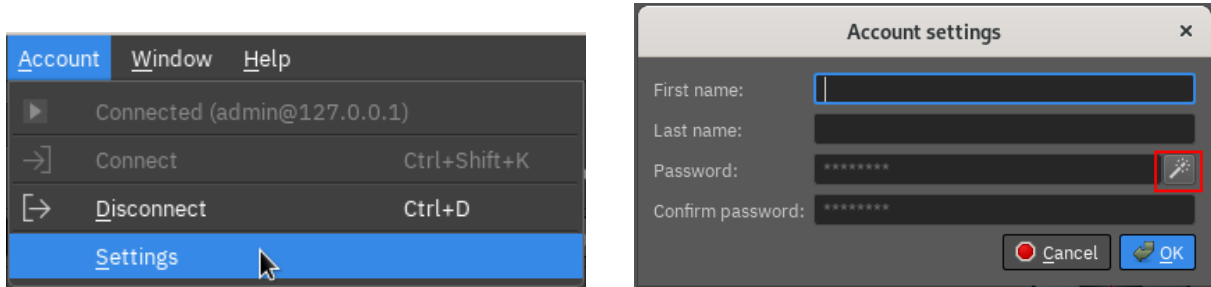 Account Window Help
Connected (admin@127.0.0.1)
Connect Ctrl+Shift+K
Disconnect Ctrl+D
Settings
Account settings ×
First name:
Last name:
Password: ********
Confirm password: ********
Cancel OK